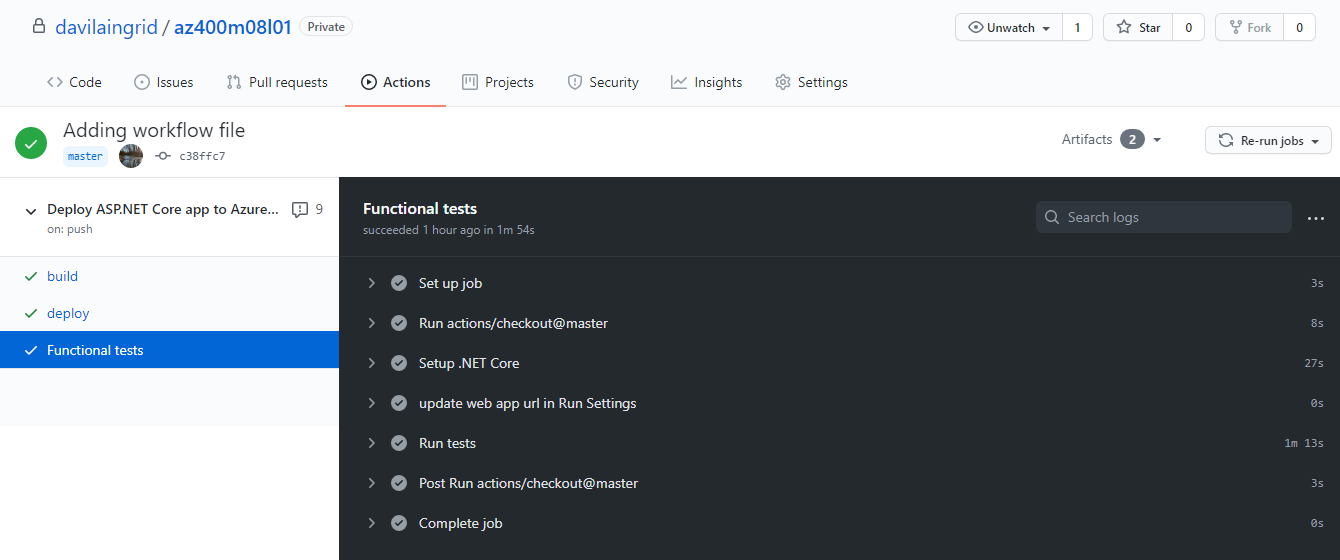 davilaingrid / az400m08l01 Private
Unwatch 1 Star 0 Fork 0
Code Issues Pull requests Actions Projects Security Insights Settings
Adding workflow file
master c38ffc7
Artifacts 2
Re-run jobs
Deploy ASP.NET Core app to Azure... 9
on: push
build
deploy
Functional tests
Functional tests
succeeded 1 hour ago in 1m 54s
Search logs
Set up job 3s
Run actions/checkout@master 8s
Setup .NET Core 27s
update web app url in Run Settings 0s
Run tests 1m 13s
Post Run actions/checkout@master 3s
Complete job 0s